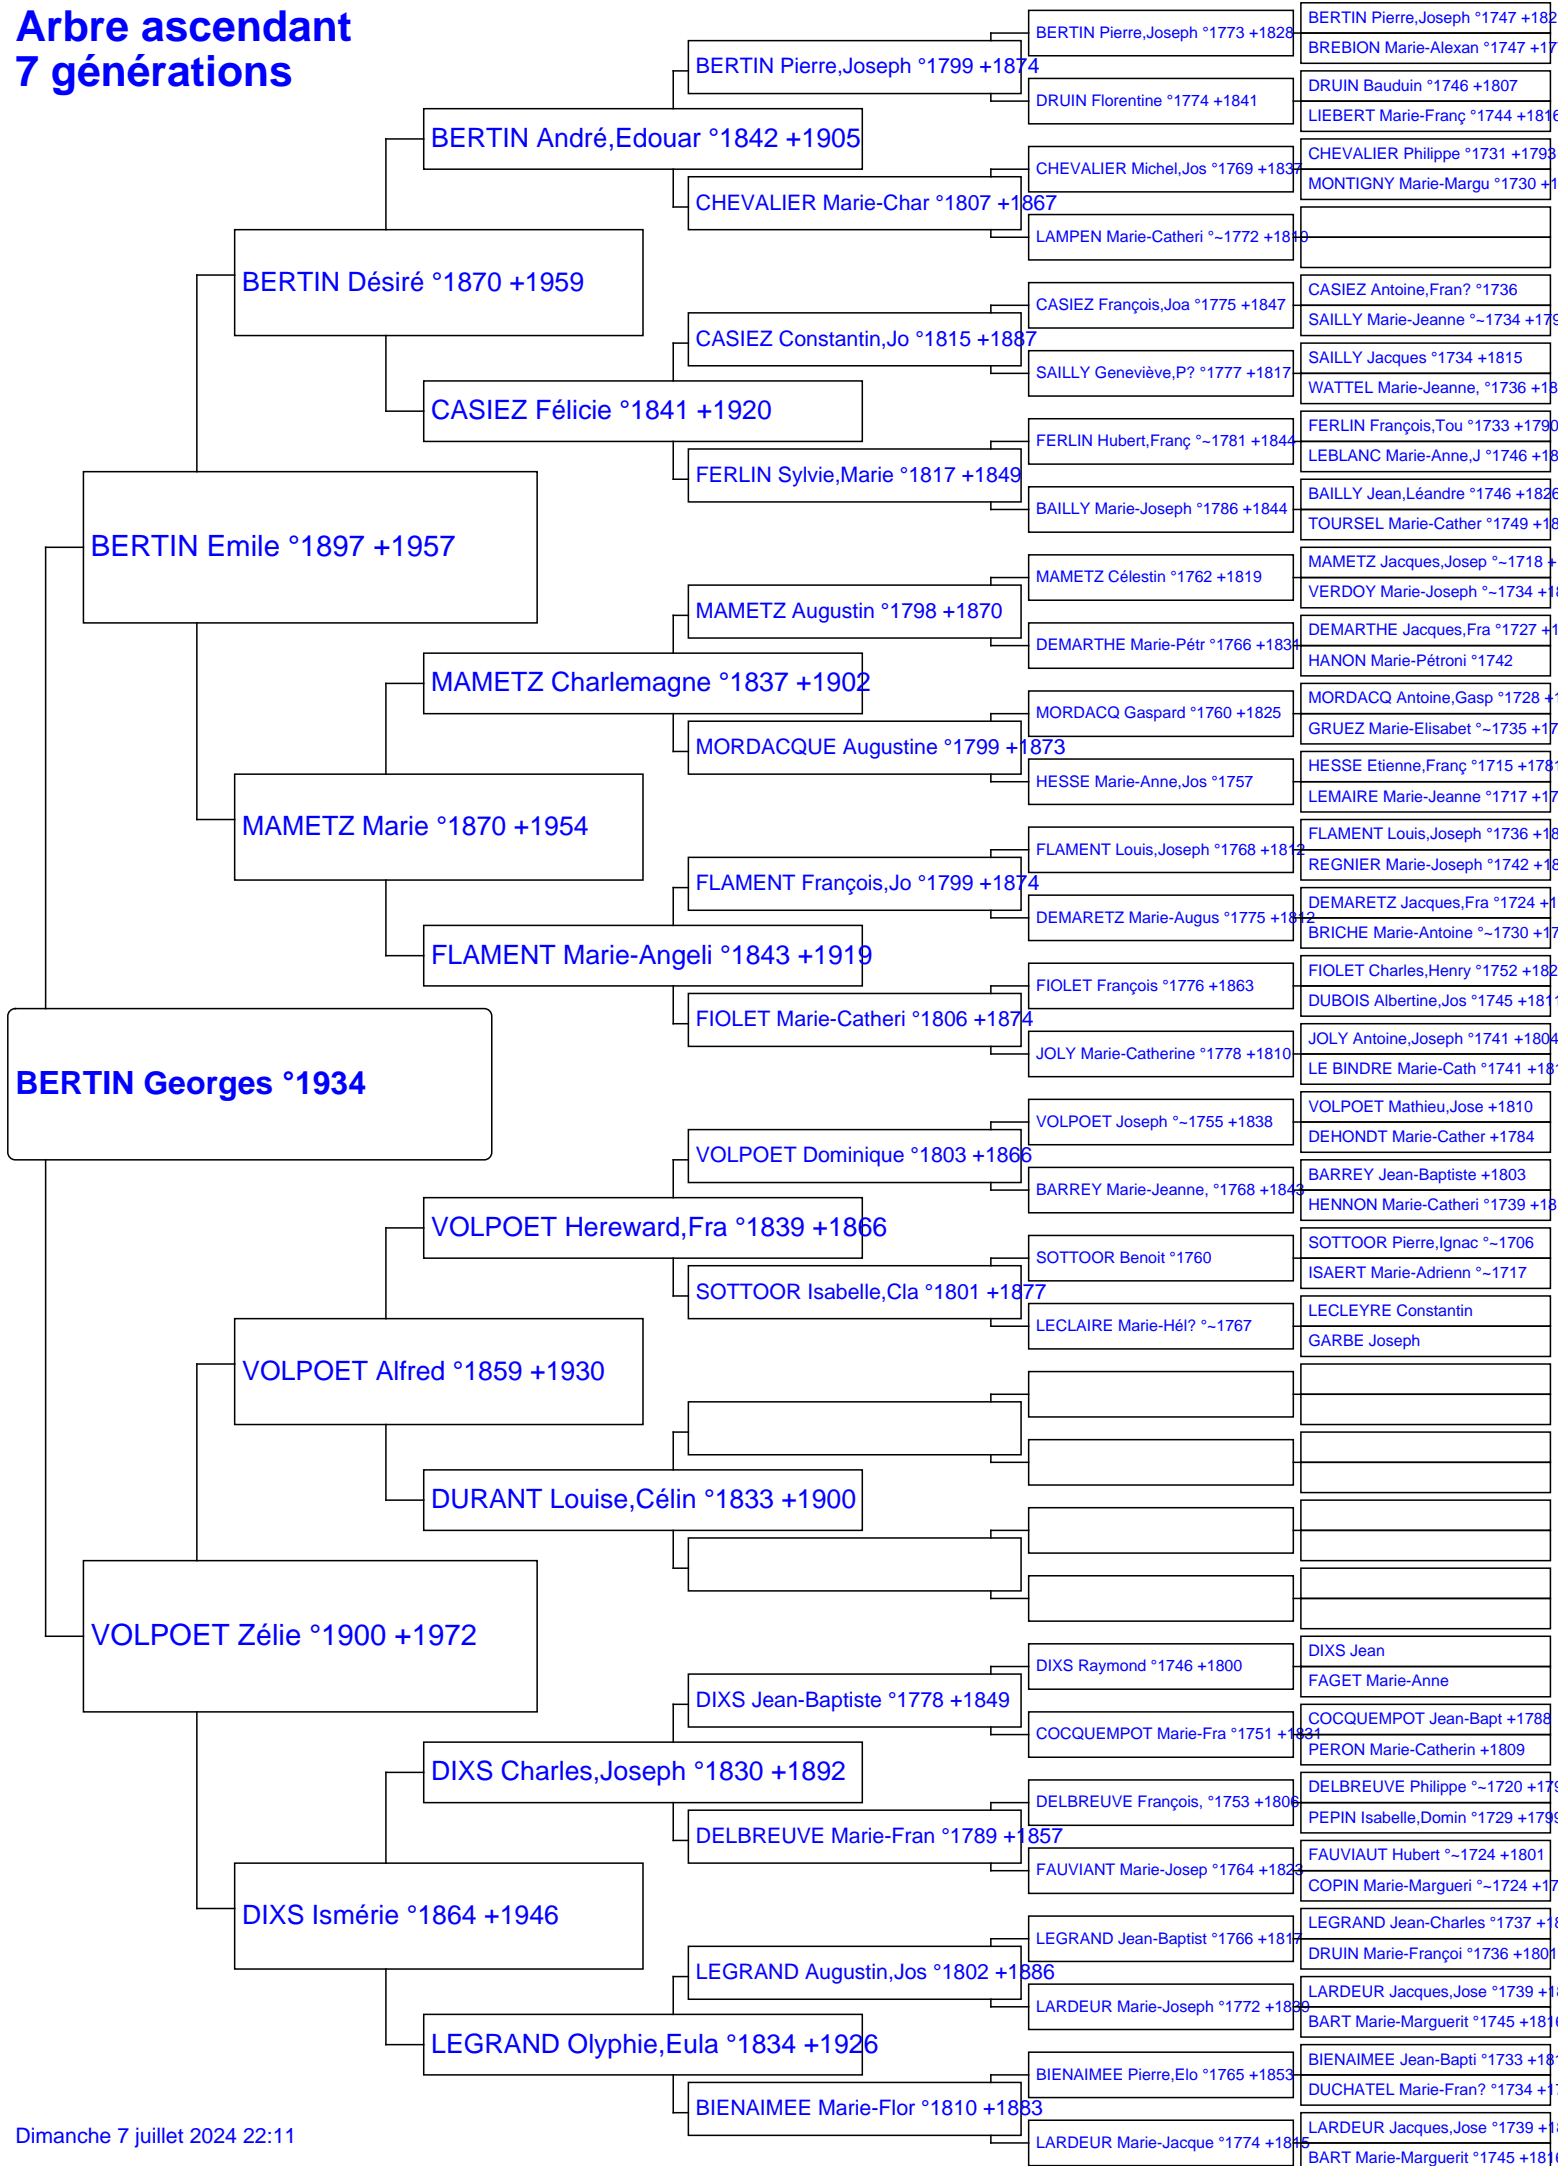 Arbre ascendant
7 générations
BERTIN Georges °1934
BERTIN Emile °1897 +1957
VOLPOET Zélie °1900 +1972
BERTIN Désiré °1870 +1959
MAMETZ Marie °1870 +1954
VOLPOET Alfred °1859 +1930
DIXS Ismérie °1864 +1946
BERTIN André,Edouar °1842 +1905
CASIEZ Félicie °1841 +1920
MAMETZ Charlemagne °1837 +1902
FLAMENT Marie-Angeli °1843 +1919
VOLPOET Hereward,Fra °1839 +1866
DURANT Louise,Célin °1833 +1900
DIXS Charles,Joseph °1830 +1892
LEGRAND Olyphie,Eula °1834 +1926
BERTIN Pierre,Joseph °1799 +1874
CHEVALIER Marie-Char °1807 +1867
CASIEZ Constantin,Jo °1815 +1887
FERLIN Sylvie,Marie °1817 +1849
MAMETZ Augustin °1798 +1870
MORDACQUE Augustine °1799 +1873
FLAMENT François,Jo °1799 +1874
FIOLET Marie-Catheri °1806 +1874
VOLPOET Dominique °1803 +1866
SOTTOOR Isabelle,Cla °1801 +1877
DIXS Jean-Baptiste °1778 +1849
DELBREUVE Marie-Fran °1789 +1857
LEGRAND Augustin,Jos °1802 +1886
BIENAIMEE Marie-Flor °1810 +1883
BERTIN Pierre,Joseph °1773 +1828
DRUIN Florentine °1774 +1841
CHEVALIER Michel,Jos °1769 +1837
LAMPEN Marie-Catheri °~1772 +1810
CASIEZ François,Joa °1775 +1847
SAILLY Geneviève,P? °1777 +1817
FERLIN Hubert,Franç °~1781 +1844
BAILLY Marie-Joseph °1786 +1844
MAMETZ Célestin °1762 +1819
DEMARTHE Marie-Pétr °1766 +1831
MORDACQ Gaspard °1760 +1825
HESSE Marie-Anne,Jos °1757
FLAMENT Louis,Joseph °1768 +1812
DEMARETZ Marie-Augus °1775 +1812
FIOLET François °1776 +1863
JOLY Marie-Catherine °1778 +1810
VOLPOET Joseph °~1755 +1838
BARREY Marie-Jeanne, °1768 +1843
SOTTOOR Benoit °1760
LECLAIRE Marie-Hél? °~1767
DIXS Raymond °1746 +1800
COCQUEMPOT Marie-Fra °1751 +1831
DELBREUVE François, °1753 +1806
FAUVIANT Marie-Josep °1764 +1823
LEGRAND Jean-Baptist °1766 +1817
LARDEUR Marie-Joseph °1772 +1839
BIENAIMEE Pierre,Elo °1765 +1853
LARDEUR Marie-Jacque °1774 +1815
BERTIN Pierre,Joseph °1747 +182
BREBION Marie-Alexan °1747 +17
DRUIN Bauduin °1746 +1807
LIEBERT Marie-Franç °1744 +1816
CHEVALIER Philippe °1731 +1793
MONTIGNY Marie-Margu °1730 +1
CASIEZ Antoine,Fran? °1736
SAILLY Marie-Jeanne °~1734 +179
SAILLY Jacques °1734 +1815
WATTEL Marie-Jeanne, °1736 +18
FERLIN François,Tou °1733 +1790
LEBLANC Marie-Anne,J °1746 +18
BAILLY Jean,Léandre °1746 +1826
TOURSEL Marie-Cather °1749 +18
MAMETZ Jacques,Josep °~1718 +
VERDOY Marie-Joseph °~1734 +18
DEMARTHE Jacques,Fra °1727 +1
HANON Marie-Pétroni °1742
MORDACQ Antoine,Gasp °1728 +1
GRUEZ Marie-Elisabet °~1735 +17
HESSE Etienne,Franç °1715 +1781
LEMAIRE Marie-Jeanne °1717 +17
FLAMENT Louis,Joseph °1736 +18
REGNIER Marie-Joseph °1742 +18
DEMARETZ Jacques,Fra °1724 +1
BRICHE Marie-Antoine °~1730 +17
FIOLET Charles,Henry °1752 +182
DUBOIS Albertine,Jos °1745 +1811
JOLY Antoine,Joseph °1741 +1804
LE BINDRE Marie-Cath °1741 +181
VOLPOET Mathieu,Jose +1810
DEHONDT Marie-Cather +1784
BARREY Jean-Baptiste +1803
HENNON Marie-Catheri °1739 +18
SOTTOOR Pierre,Ignac °~1706
ISAERT Marie-Adrienn °~1717
LECLEYRE Constantin
GARBE Joseph
DIXS Jean
FAGET Marie-Anne
COCQUEMPOT Jean-Bapt +1788
PERON Marie-Catherin +1809
DELBREUVE Philippe °~1720 +179
PEPIN Isabelle,Domin °1729 +1799
FAUVIAUT Hubert °~1724 +1801
COPIN Marie-Margueri °~1724 +17
LEGRAND Jean-Charles °1737 +18
DRUIN Marie-Françoi °1736 +1801
LARDEUR Jacques,Jose °1739 +18
BART Marie-Marguerit °1745 +1816
BIENAIMEE Jean-Bapti °1733 +181
DUCHATEL Marie-Fran? °1734 +17
LARDEUR Jacques,Jose °1739 +18
BART Marie-Marguerit °1745 +1816
Dimanche 7 juillet 2024 22:11